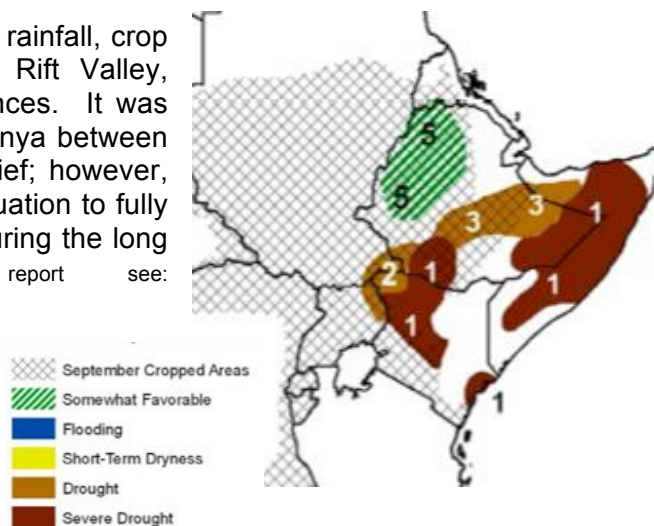 rainfall, crop
Rift Valley,
nces. It was
nya between
ief; however,
uation to fully
uring the long
report see:
5
5
3
3
1
2
1
1
1
1
September Cropped Areas
Somewhat Favorable
Flooding
Short-Term Dryness
Drought
Severe Drought